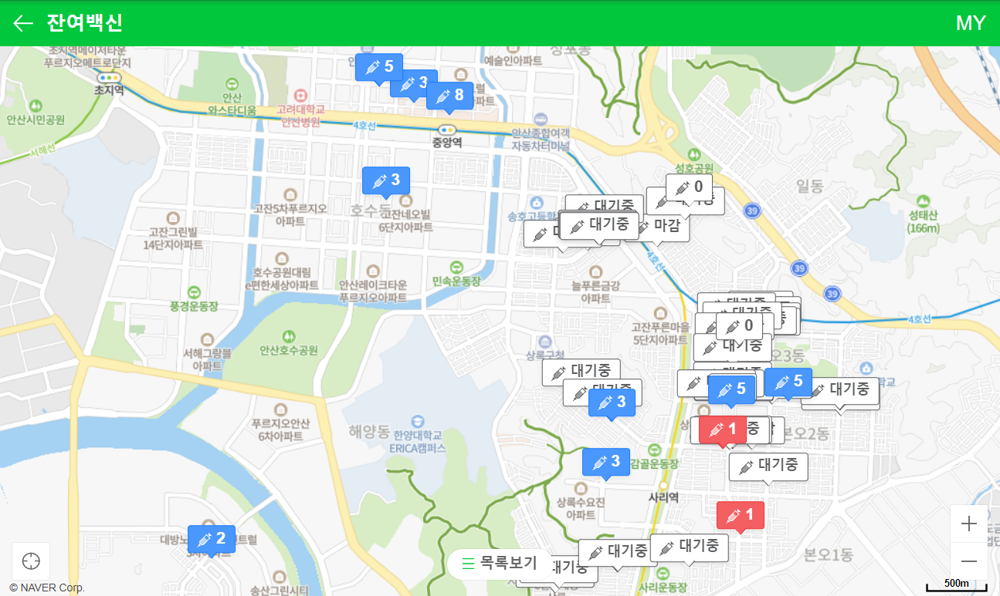 잔여백신
MY
초지역메이저타운
푸르지오메트로단지
초지역
안산시민공원
서해선
안산
와스타디움
고려대학교
안산병원
4호선
중앙역
5
3
8
예술인아파트
성포동
안산종합여객
자동차터미널
성호공원
일동
39
성태산
(166m)
3
고잔5차푸르지오
아파트
호수동
고잔네오빌
6단지아파트
고잔그린빌
14단지아파트
송호고등학
대기중
대기중
0
마감
4호선
39
39
4호선
호수공원대림
e편한세상아파트
안산레이크타운
푸르지오아파트
민속운동장
늘푸른금강
아파트
풍경운동장
고잔푸른마을
5단지아파트
안산호수공원
서해그랑블
아파트
상록구청
대기중
대기중
0
대기중
오3동
대기중
대기중
3
5
5
대기중
학교
푸르지오안산
6차아파트
해양동
한양대학교
ERICA캠퍼스
1
중
본오2동
3
감골운동장
대기중
사리역
상록수요진
아파트
1
2
대방노
트럴
대기중
대기중
본오1동
목록보기
대기중
사리운동장
송산그린시티
© NAVER Corp.
500m